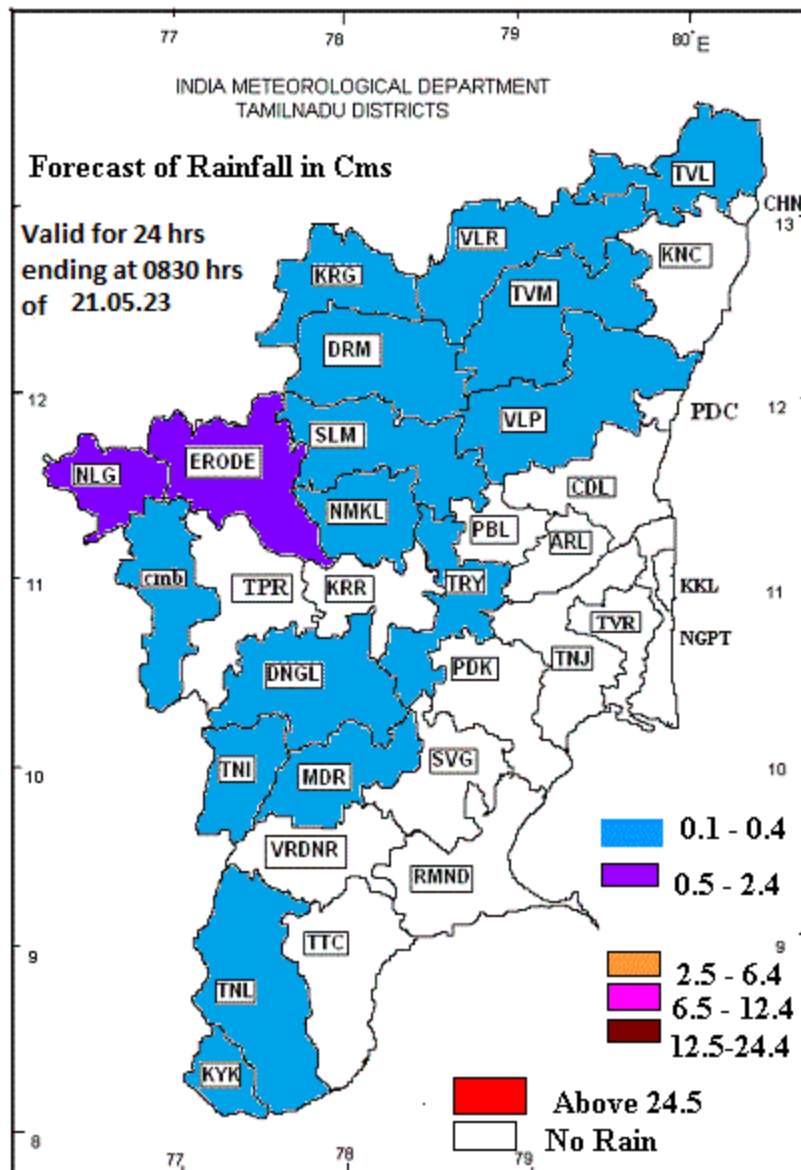 77 78 79 80°E
INDIA METEOROLOGICAL DEPARTMENT
TAMILNADU DISTRICTS
Forecast of Rainfall in Cms
Valid for 24 hrs
ending at 0830 hrs
of 21.05.23
TVL
CHN
13
VLR
KNC
KRG
TVM
DRM
12
12
PDC
SLM
VLP
ERODE
NLG
CDL
NMKL
PBL
ARL
11
cmb
TPR
KRR
TRY
KKL
11
TVR
NGPT
DNGL
PDK
TNJ
10
TNI
MDR
SVG
10
0.1 - 0.4
VRDNR
RMND
0.5 - 2.4
9
TTC
9
2.5 - 6.4
TNL
6.5 - 12.4
12.5-24.4
KYK
Above 24.5
No Rain
8
77 78 79